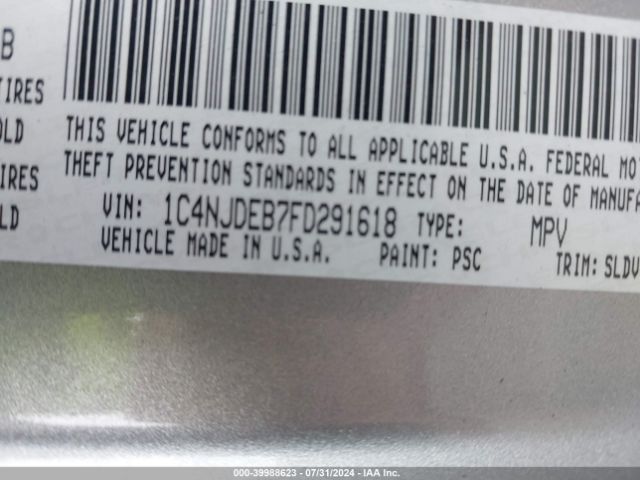 B
TIRES
OLD
IRES
LD
THIS VEHICLE CONFORMS TO ALL APPLICABLE U.S.A. FEDERAL MO
THEFT PREVENTION STANDARDS IN EFFECT ON THE DATE OF MANUFA
VIN: 1C4NJDEB7FD291618 TYPE: MPV
VEHICLE MADE IN U.S.A. PAINT: PSC TRIM: SLDV
000-39988623 - 07/31/2024 - IAA Inc.